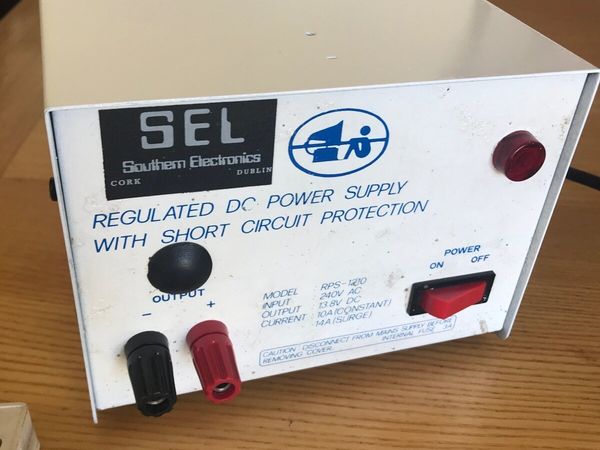 SEL
Southern Electronics
CORK DUBLIN
REGULATED DC POWER SUPPLY
WITH SHORT CIRCUIT PROTECTION
POWER
ON OFF
OUTPUT
- +
MODEL : RPS-1210
INPUT : 240V AC
OUTPUT : 13.8V DC
CURRENT : 10A (CONSTANT)
14A (SURGE)
CAUTION : DISCONNECT FROM MAINS SUPPLY BEFORE
REMOVING COVER. INTERNAL FUSE 3A